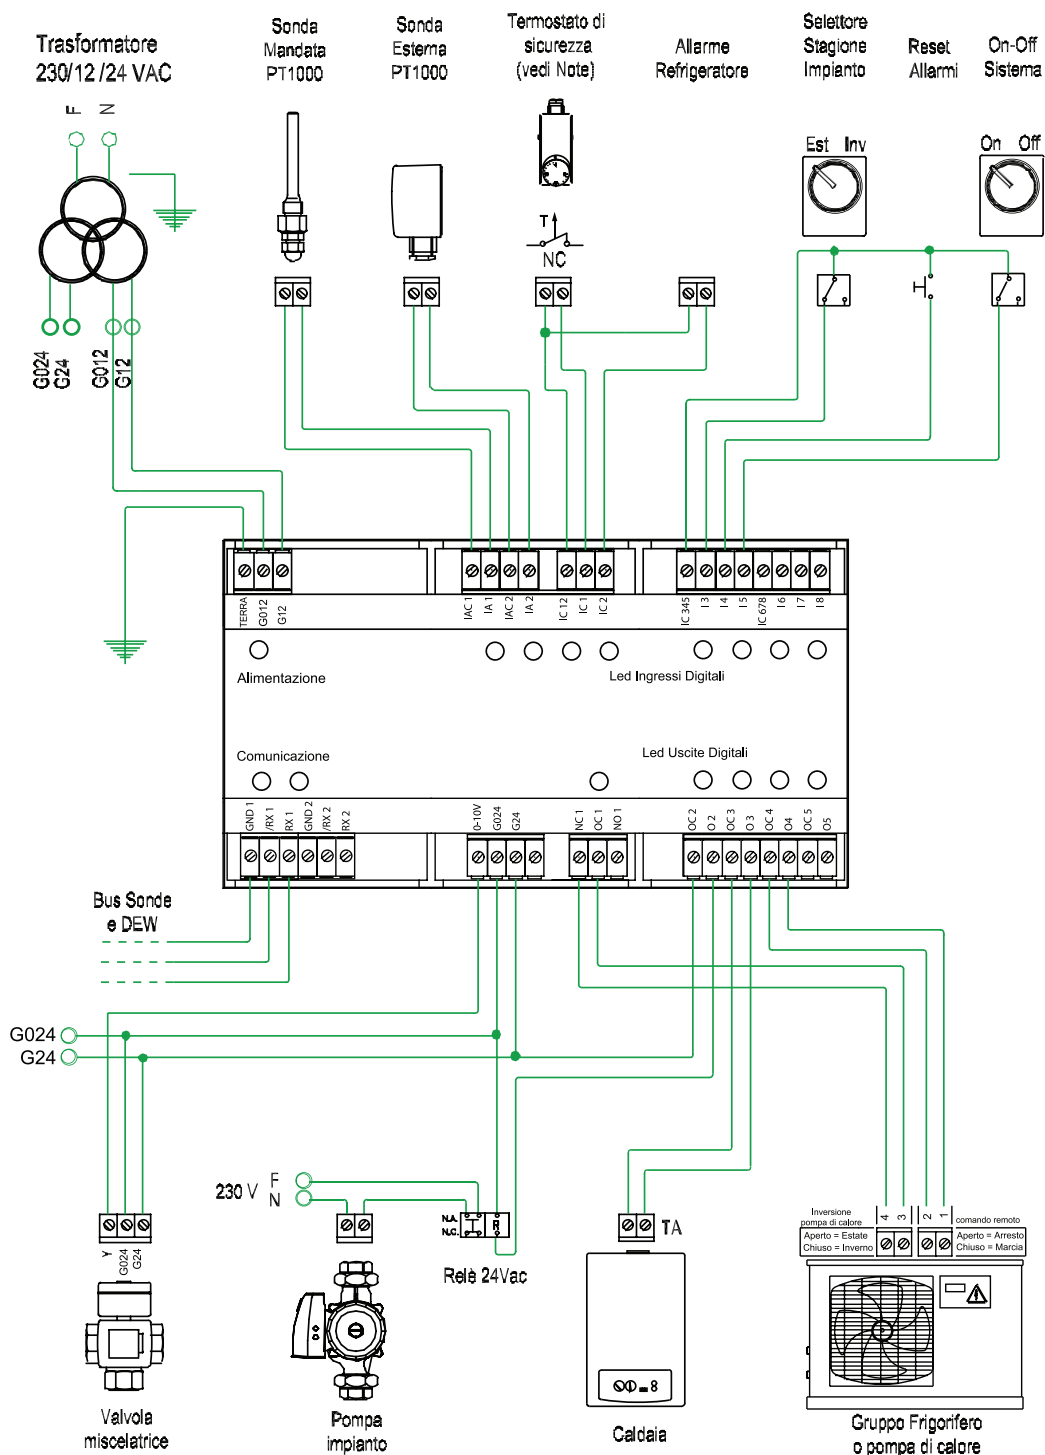 Trasformatore
230/12 /24 VAC
Sonda
Mandata
PT1000
Sonda
Esterna
PT1000
Termostato di
sicurezza
(vedi Note)
Allarme
Refrigeratore
Selettore
Stagione
Impianto
Reset
Allarmi
On-Off
Sistema
F
N
Est Inv
On Off
T
NC
G024
G24
G012
G12
TERRA
G012
G12
IAC 1
IA 1
IAC 2
IA 2
IC 12
IC 1
IC 2
IC 345
I 3
I 4
I 5
IC 678
I 6
I 7
I 8
Alimentazione
Led Ingressi Digitali
Comunicazione
Led Uscite Digitali
GND 1
/RX 1
RX 1
GND 2
/RX 2
RX 2
0-10V
G024
G24
NC 1
OC 1
NO 1
OC 2
O 2
OC 3
O 3
OC 4
O4
OC 5
O5
Bus Sonde
e DEW
G024
G24
230 V
F
N
N.A.
N.C.
R
Relè 24Vac
Y
G024
G24
TA
Inversione
pompa di calore
4
3
2
1
comando remoto
Aperto = Estate
Chiuso = Inverno
Aperto = Arresto
Chiuso = Marcia
8
Valvola
miscelatrice
Pompa
impianto
Caldaia
Gruppo Frigorifero
o pompa di calore